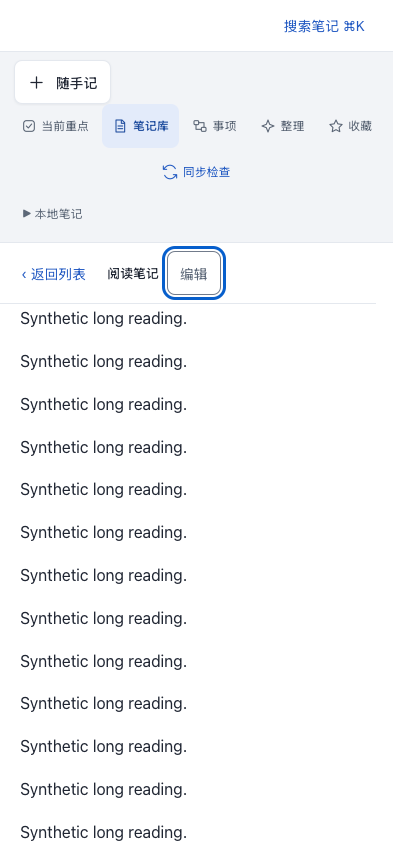 搜索笔记 ⌘K
＋ 随手记
当前重点 笔记库 事项 整理 收藏
同步检查
▶ 本地笔记
‹ 返回列表 阅读笔记 编辑
Synthetic long reading.
Synthetic long reading.
Synthetic long reading.
Synthetic long reading.
Synthetic long reading.
Synthetic long reading.
Synthetic long reading.
Synthetic long reading.
Synthetic long reading.
Synthetic long reading.
Synthetic long reading.
Synthetic long reading.
Synthetic long reading.